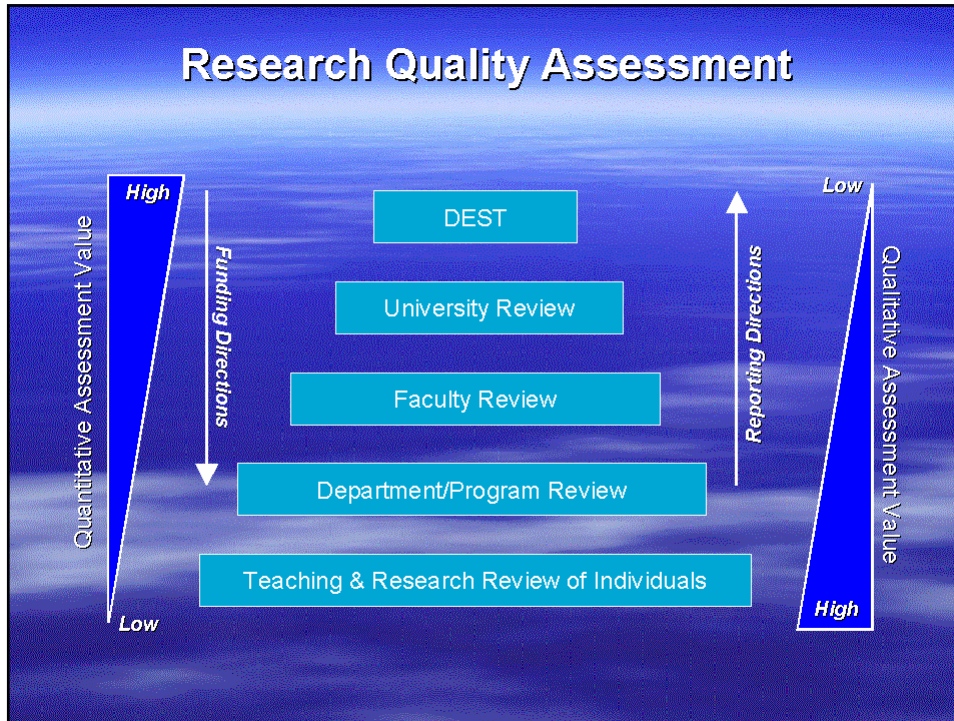 Research Quality Assessment
High
Quantitative Assessment Value
Low
Funding Directions
DEST
University Review
Faculty Review
Department/Program Review
Teaching & Research Review of Individuals
Reporting Directions
Low
Qualitative Assessment Value
High